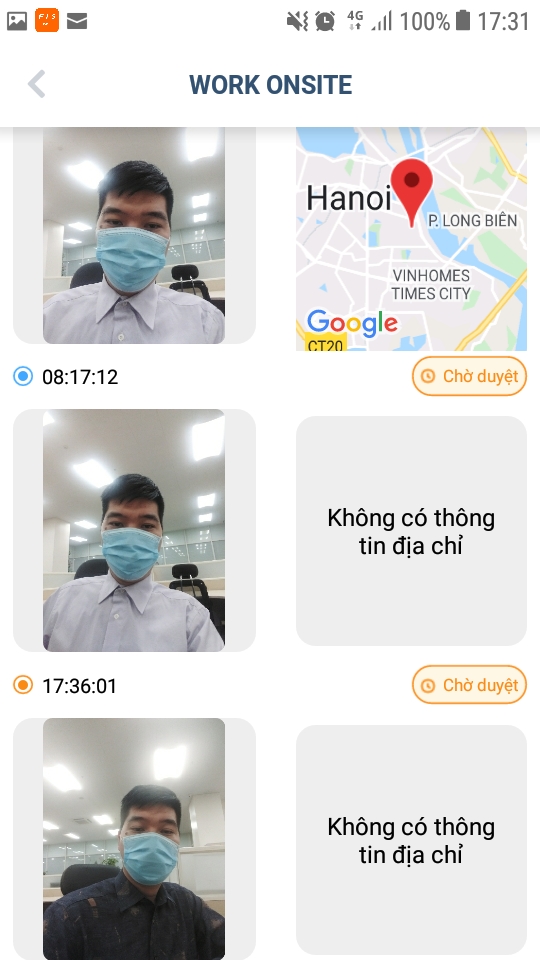 FIS
4G
100%
17:31
WORK ONSITE
Hanoi
P. LONG BIÊN
VINHOMES
TIMES CITY
Google
CT20
08:17:12
Chờ duyệt
Không có thông
tin địa chỉ
17:36:01
Chờ duyệt
Không có thông
tin địa chỉ